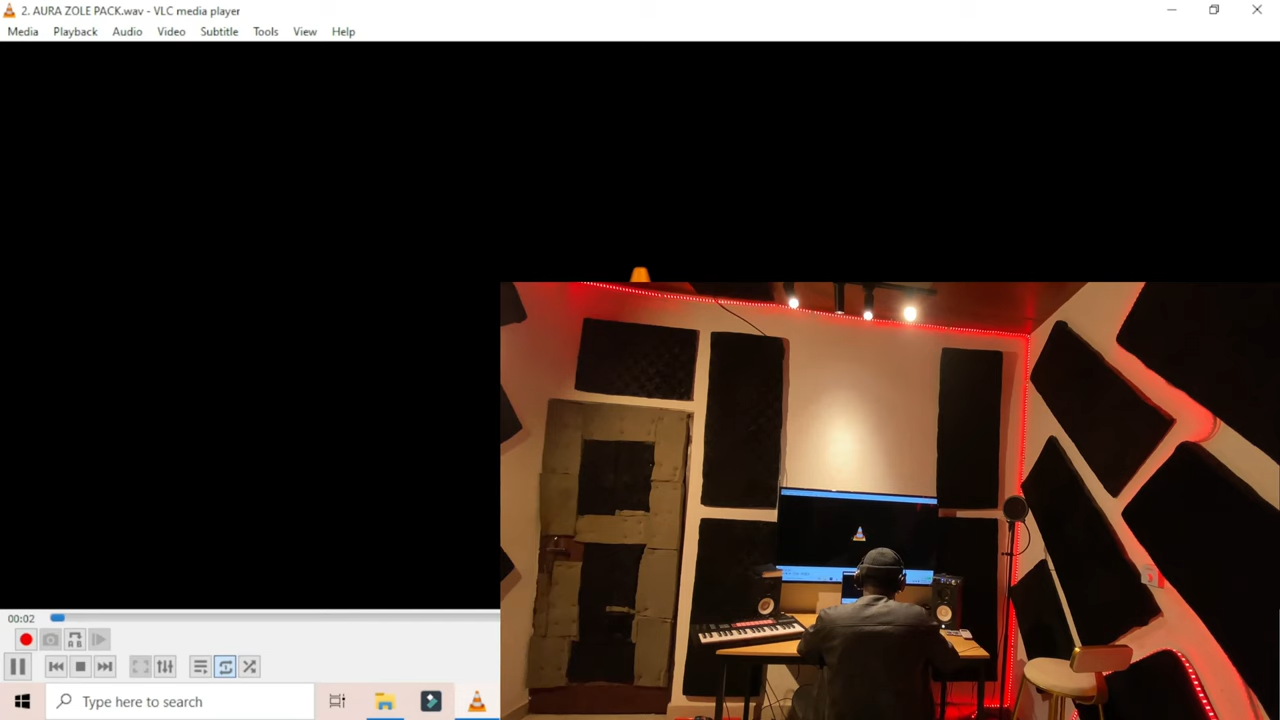 2. AURA ZOLE PACK.wav - VLC media player
Media Playback Audio Video Subtitle Tools View Help
00:02
A B
Type here to search